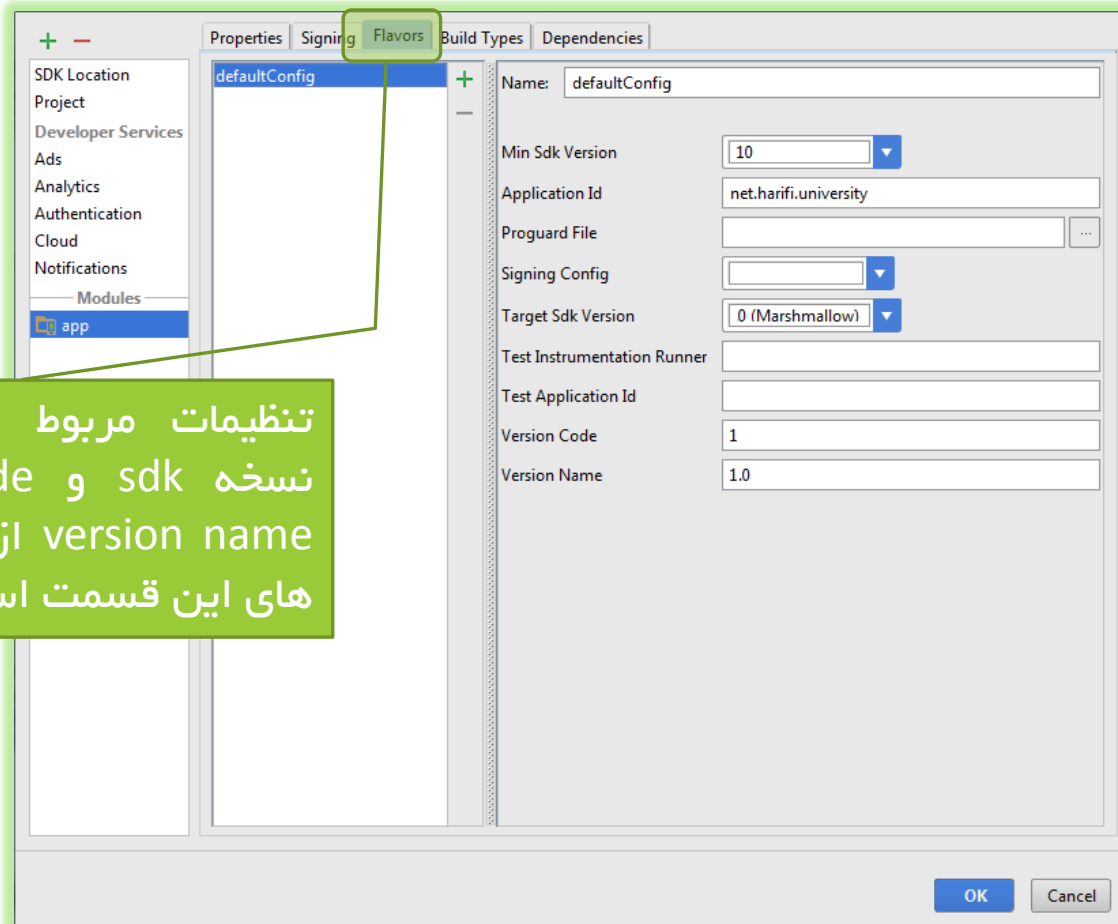 Properties
Signing
Flavors
Build Types
Dependencies
SDK Location
Project
Developer Services
Ads
Analytics
Authentication
Cloud
Notifications
Modules
app
defaultConfig
Name: defaultConfig
Min Sdk Version 10
Application Id net.harifi.university
Proguard File ...
Signing Config
Target Sdk Version 0 (Marshmallow)
Test Instrumentation Runner
Test Application Id
Version Code 1
Version Name 1.0
تنظیمات مربوط
نسخه sdk و
version name از
های این قسمت
OK
Cancel